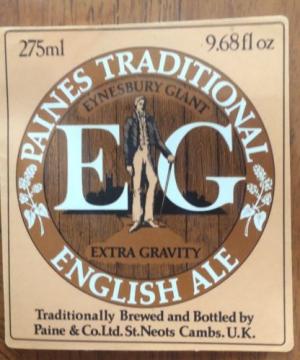 275ml
9.68 fl oz
PAINES TRADITIONAL
EYNESBURY GIANT
EG
EXTRA GRAVITY
ENGLISH ALE
Traditionally Brewed and Bottled by
Paine & Co.Ltd. St.Neots Cambs. U.K.